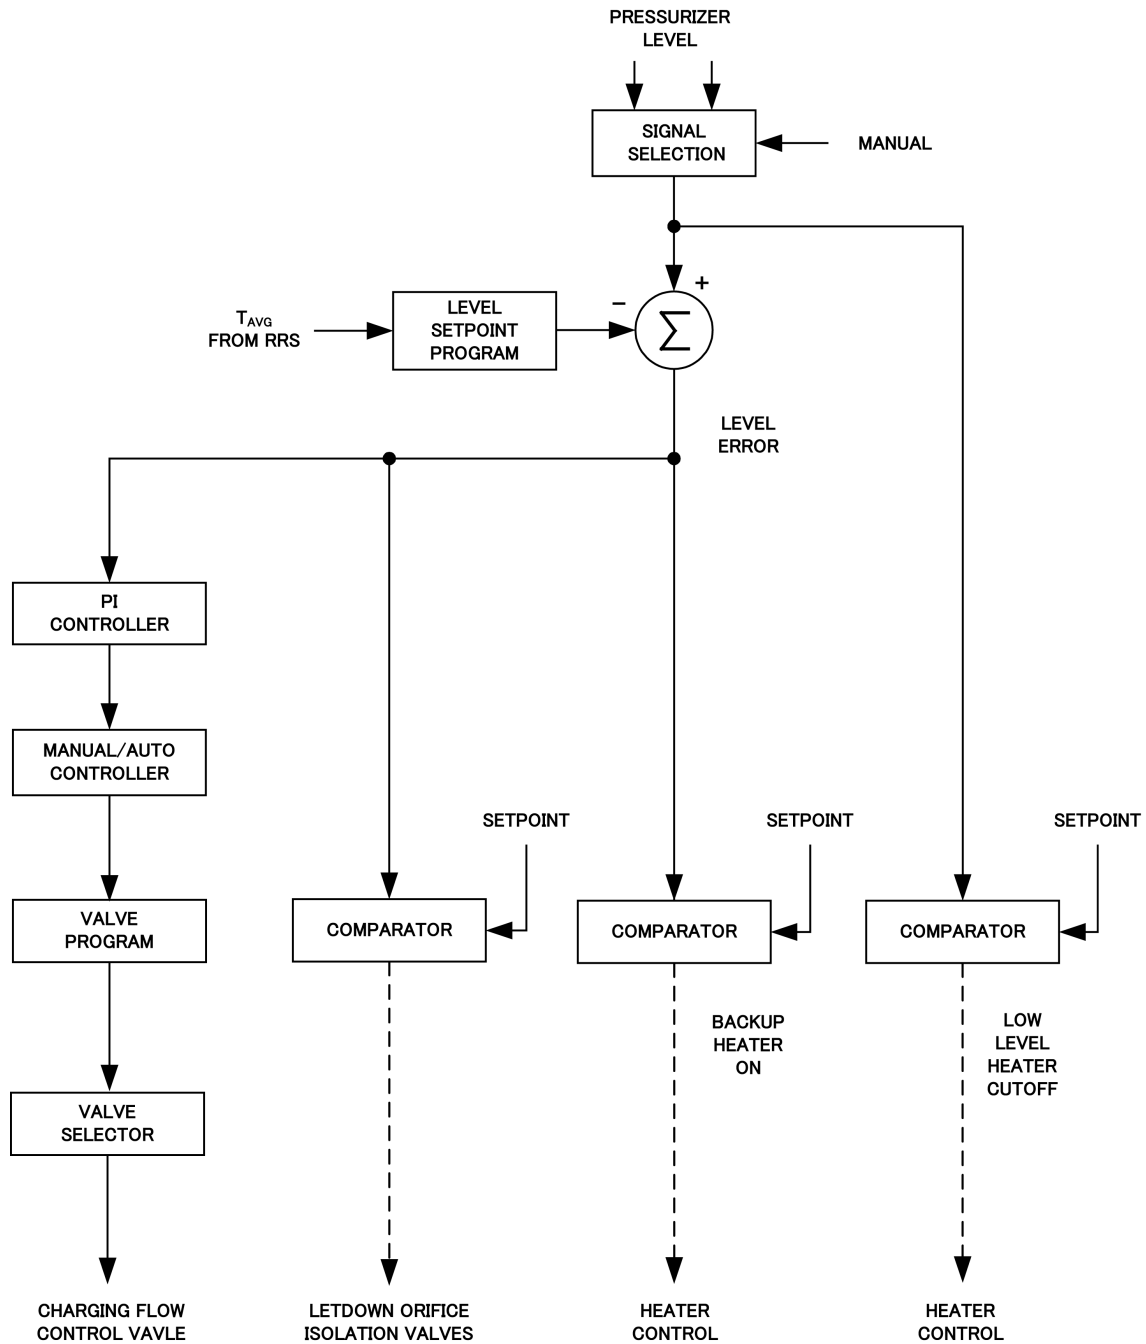 PRESSURIZER
LEVEL
SIGNAL
SELECTION
MANUAL
+
−
Σ
LEVEL
SETPOINT
PROGRAM
TAVG
FROM RRS
LEVEL
ERROR
PI
CONTROLLER
MANUAL/AUTO
CONTROLLER
SETPOINT
SETPOINT
SETPOINT
VALVE
PROGRAM
COMPARATOR
COMPARATOR
COMPARATOR
BACKUP
HEATER
ON
LOW
LEVEL
HEATER
CUTOFF
VALVE
SELECTOR
CHARGING FLOW
CONTROL VAVLE
LETDOWN ORIFICE
ISOLATION VALVES
HEATER
CONTROL
HEATER
CONTROL